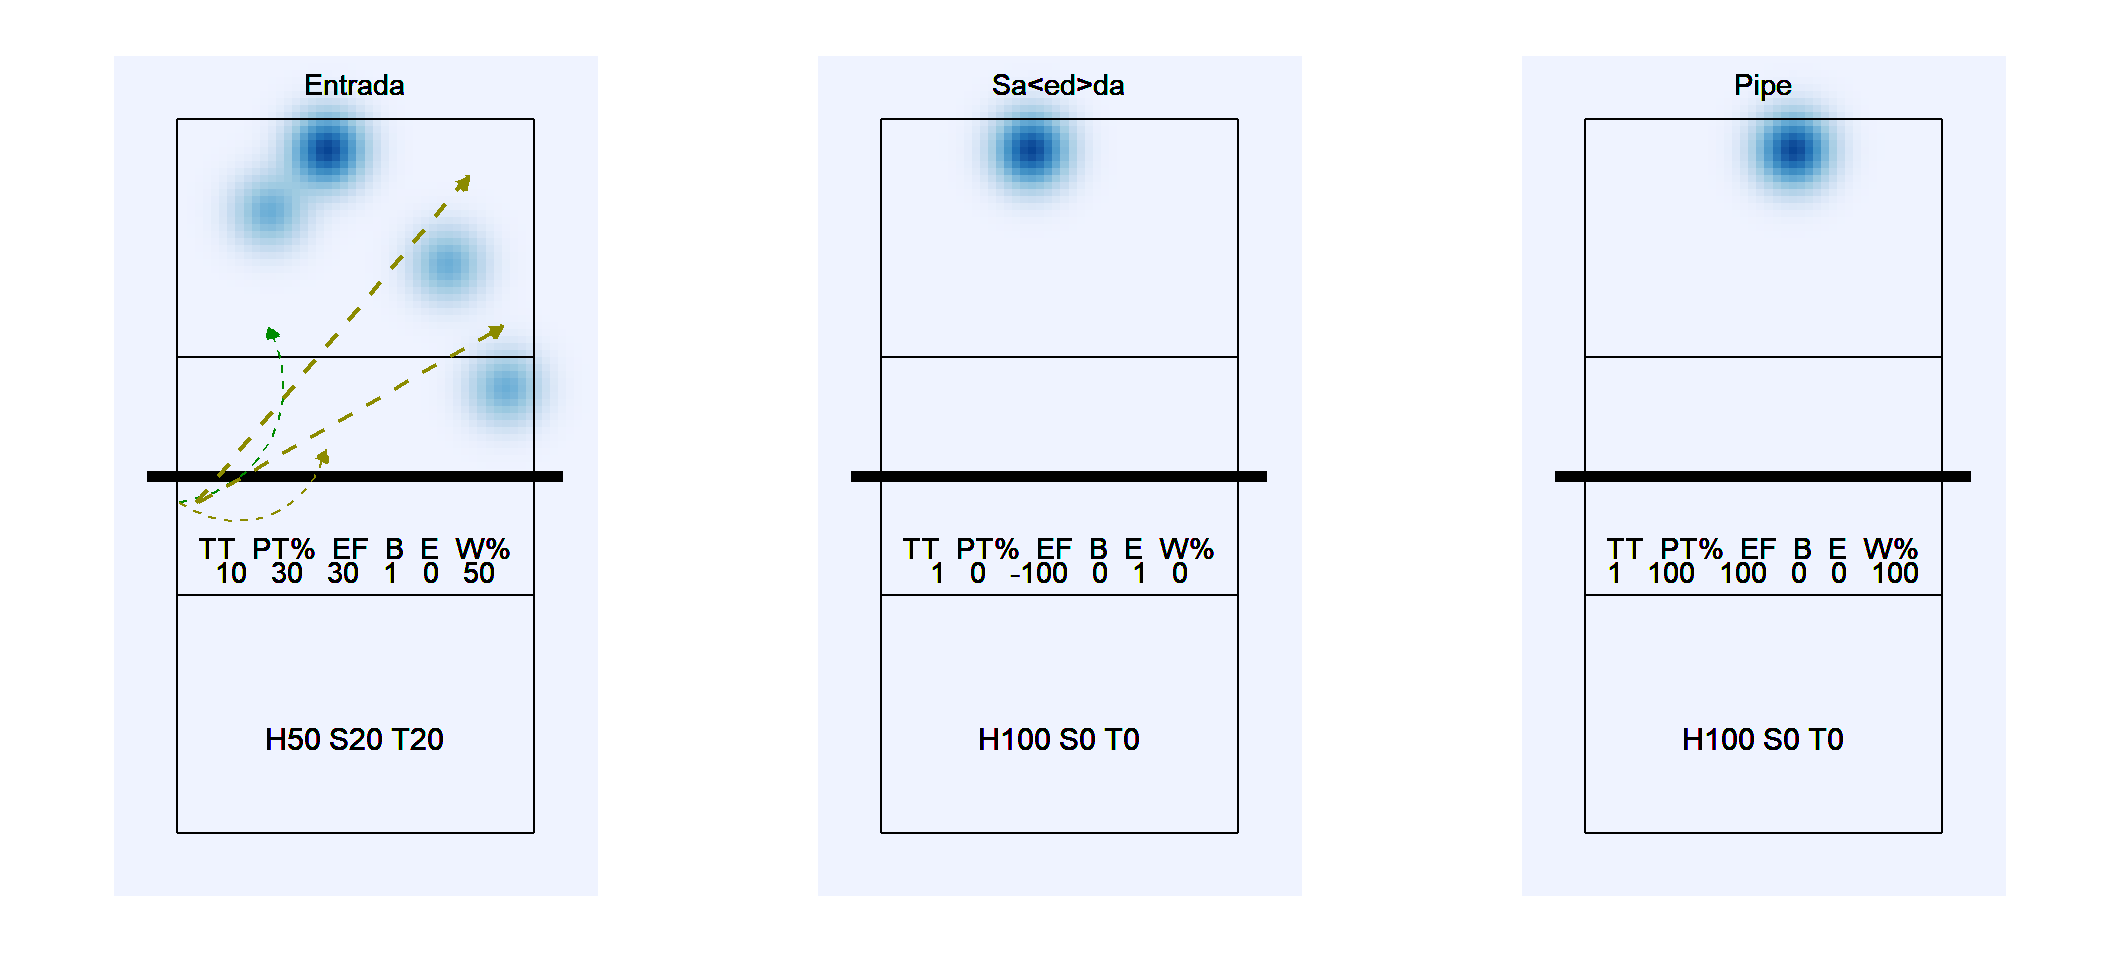 Entrada
TT PT% EF B E W%
10 30 30 1 0 50
H50 S20 T20
Sa<ed>da
TT PT% EF B E W%
1 0 -100 0 1 0
H100 S0 T0
Pipe
TT PT% EF B E W%
1 100 100 0 0 100
H100 S0 T0